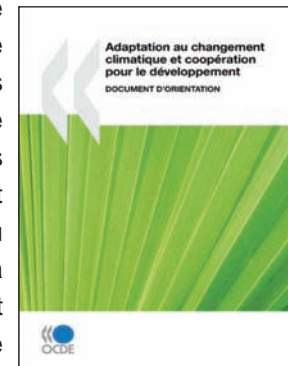 Adaptation au changement
climatique et coopération
pour le développement
DOCUMENT D'ORIENTATION
OCDE